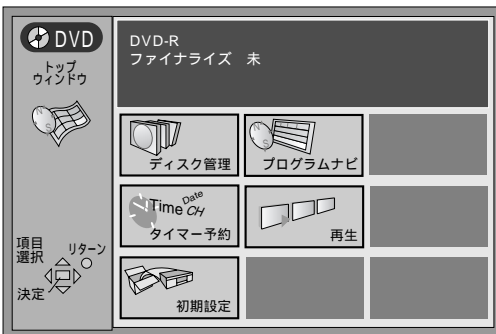 DVD
トップ
ウィンドウ
N
S
項目
選択
リターン
決定
DVD-R
ファイナライズ 未
ディスク管理
N
S
プログラムナビ
Time Date
CH
タイマー予約
再生
初期設定